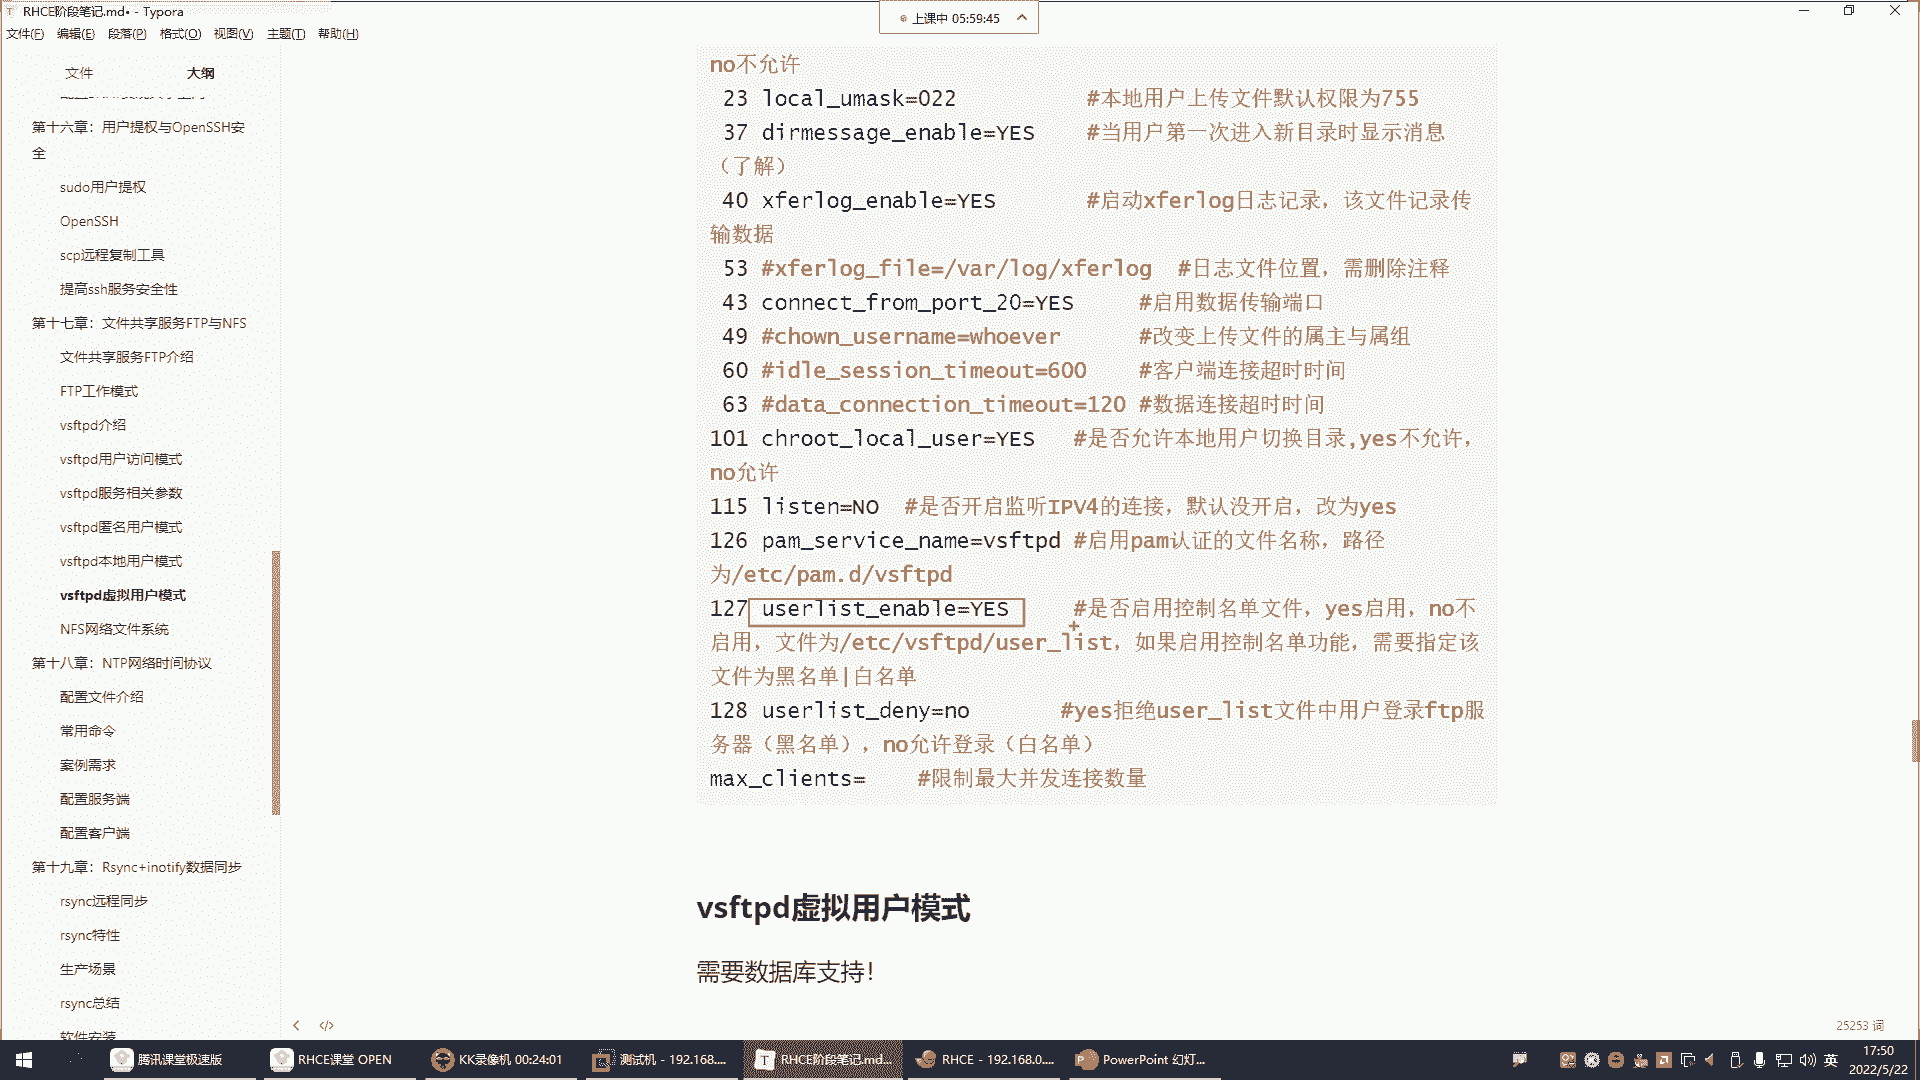 RHCE阶段笔记.md• - Typora
上课中 05:59:45
文件(F) 编辑(E) 段落(P) 格式(O) 视图(V) 主题(T) 帮助(H)
文件 大纲
第十六章：用户提权与OpenSSH安
全
sudo用户提权
OpenSSH
scp远程复制工具
提高ssh服务安全性
第十七章：文件共享服务FTP与NFS
文件共享服务FTP介绍
FTP工作模式
vsftpd介绍
vsftpd用户访问模式
vsftpd服务相关参数
vsftpd匿名用户模式
vsftpd本地用户模式
vsftpd虚拟用户模式
NFS网络文件系统
第十八章：NTP网络时间协议
配置文件介绍
常用命令
案例需求
配置服务端
配置客户端
第十九章：Rsync+inotify数据同步
rsync远程同步
rsync特性
生产场景
rsync总结
软件安装
no不允许
23 local_umask=022 #本地用户上传文件默认权限为755
37 dirmessage_enable=YES #当用户第一次进入新目录时显示消息
（了解）
40 xferlog_enable=YES #启动xferlog日志记录，该文件记录传
输数据
53 #xferlog_file=/var/log/xferlog #日志文件位置，需删除注释
43 connect_from_port_20=YES #启用数据传输端口
49 #chown_username=whoever #改变上传文件的属主与属组
60 #idle_session_timeout=600 #客户端连接超时时间
63 #data_connection_timeout=120 #数据连接超时时间
101 chroot_local_user=YES #是否允许本地用户切换目录,yes不允许，
no允许
115 listen=NO #是否开启监听IPV4的连接，默认没开启，改为yes
126 pam_service_name=vsftpd #启用pam认证的文件名称，路径
为/etc/pam.d/vsftpd
127 userlist_enable=YES #是否启用控制名单文件，yes启用，no不
启用，文件为/etc/vsftpd/user_list，如果启用控制名单功能，需要指定该
文件为黑名单|白名单
128 userlist_deny=no #yes拒绝user_list文件中用户登录ftp服
务器（黑名单），no允许登录（白名单）
max_clients= #限制最大并发连接数量
vsftpd虚拟用户模式
需要数据库支持！
25253 词
腾讯课堂极速版 RHCE课堂 OPEN KK录像机 00:24:01 测试机 - 192.168.... RHCE阶段笔记.md... RHCE - 192.168.0.... PowerPoint 幻灯... 英 17:50
2022/5/22